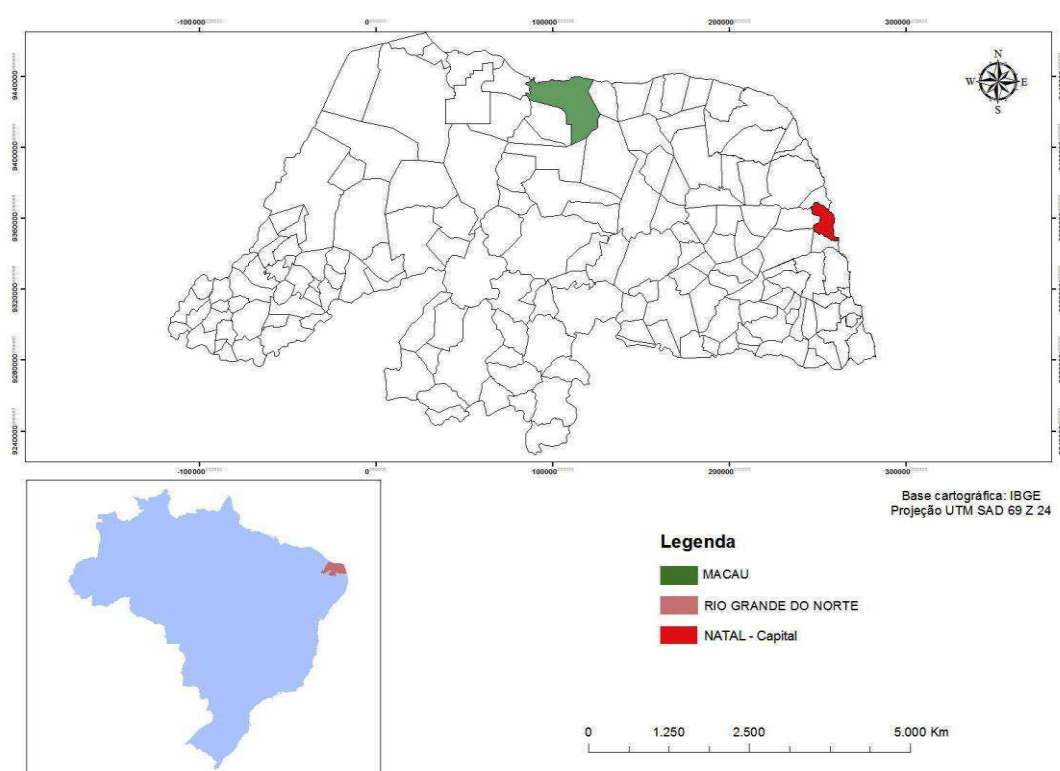 -100000
0
100000
200000
300000
N
W
E
S
9440000
9400000
9360000
9320000
9280000
9240000
-100000
0
100000
200000
300000
Base cartográfica: IBGE
Projeção UTM SAD 69 Z 24
Legenda
MACAU
RIO GRANDE DO NORTE
NATAL - Capital
0 1.250 2.500 5.000 Km